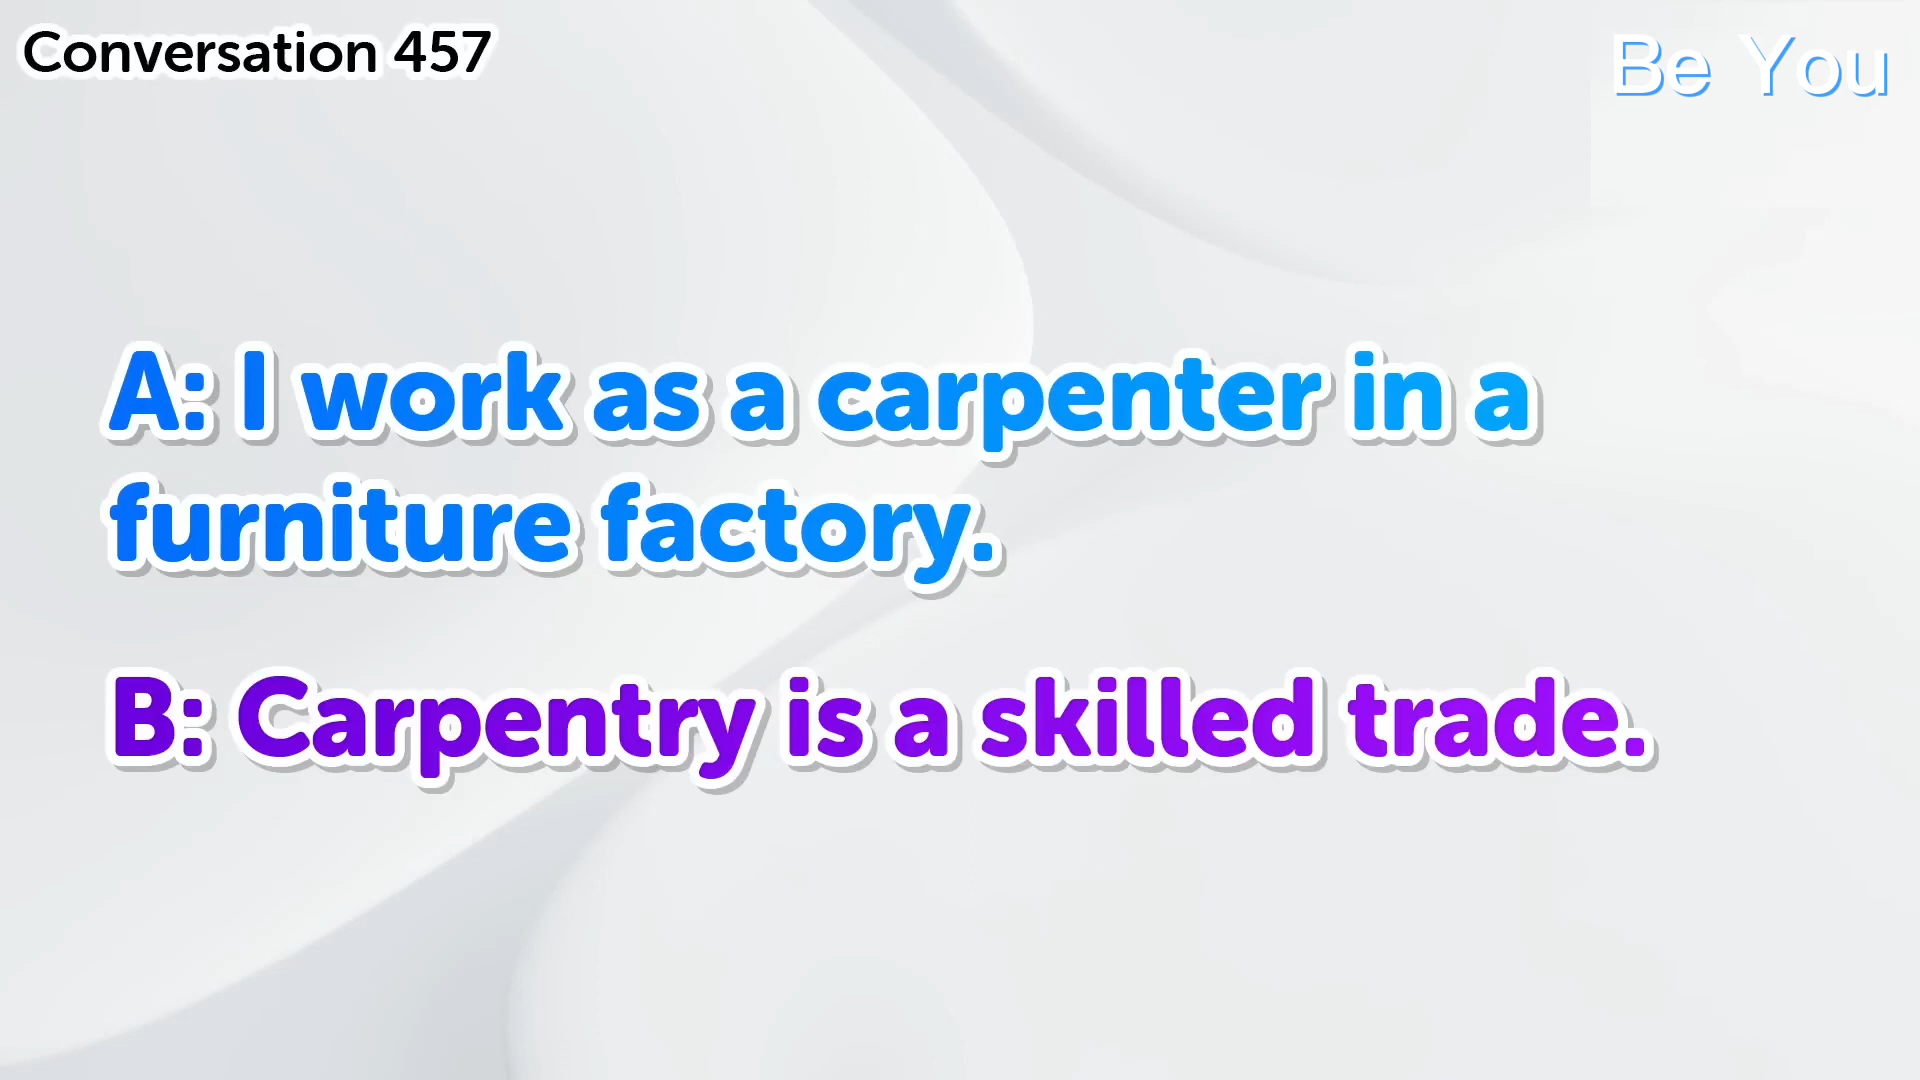 Conversation 457
Be You
A: I work as a carpenter in a
furniture factory.
B: Carpentry is a skilled trade.